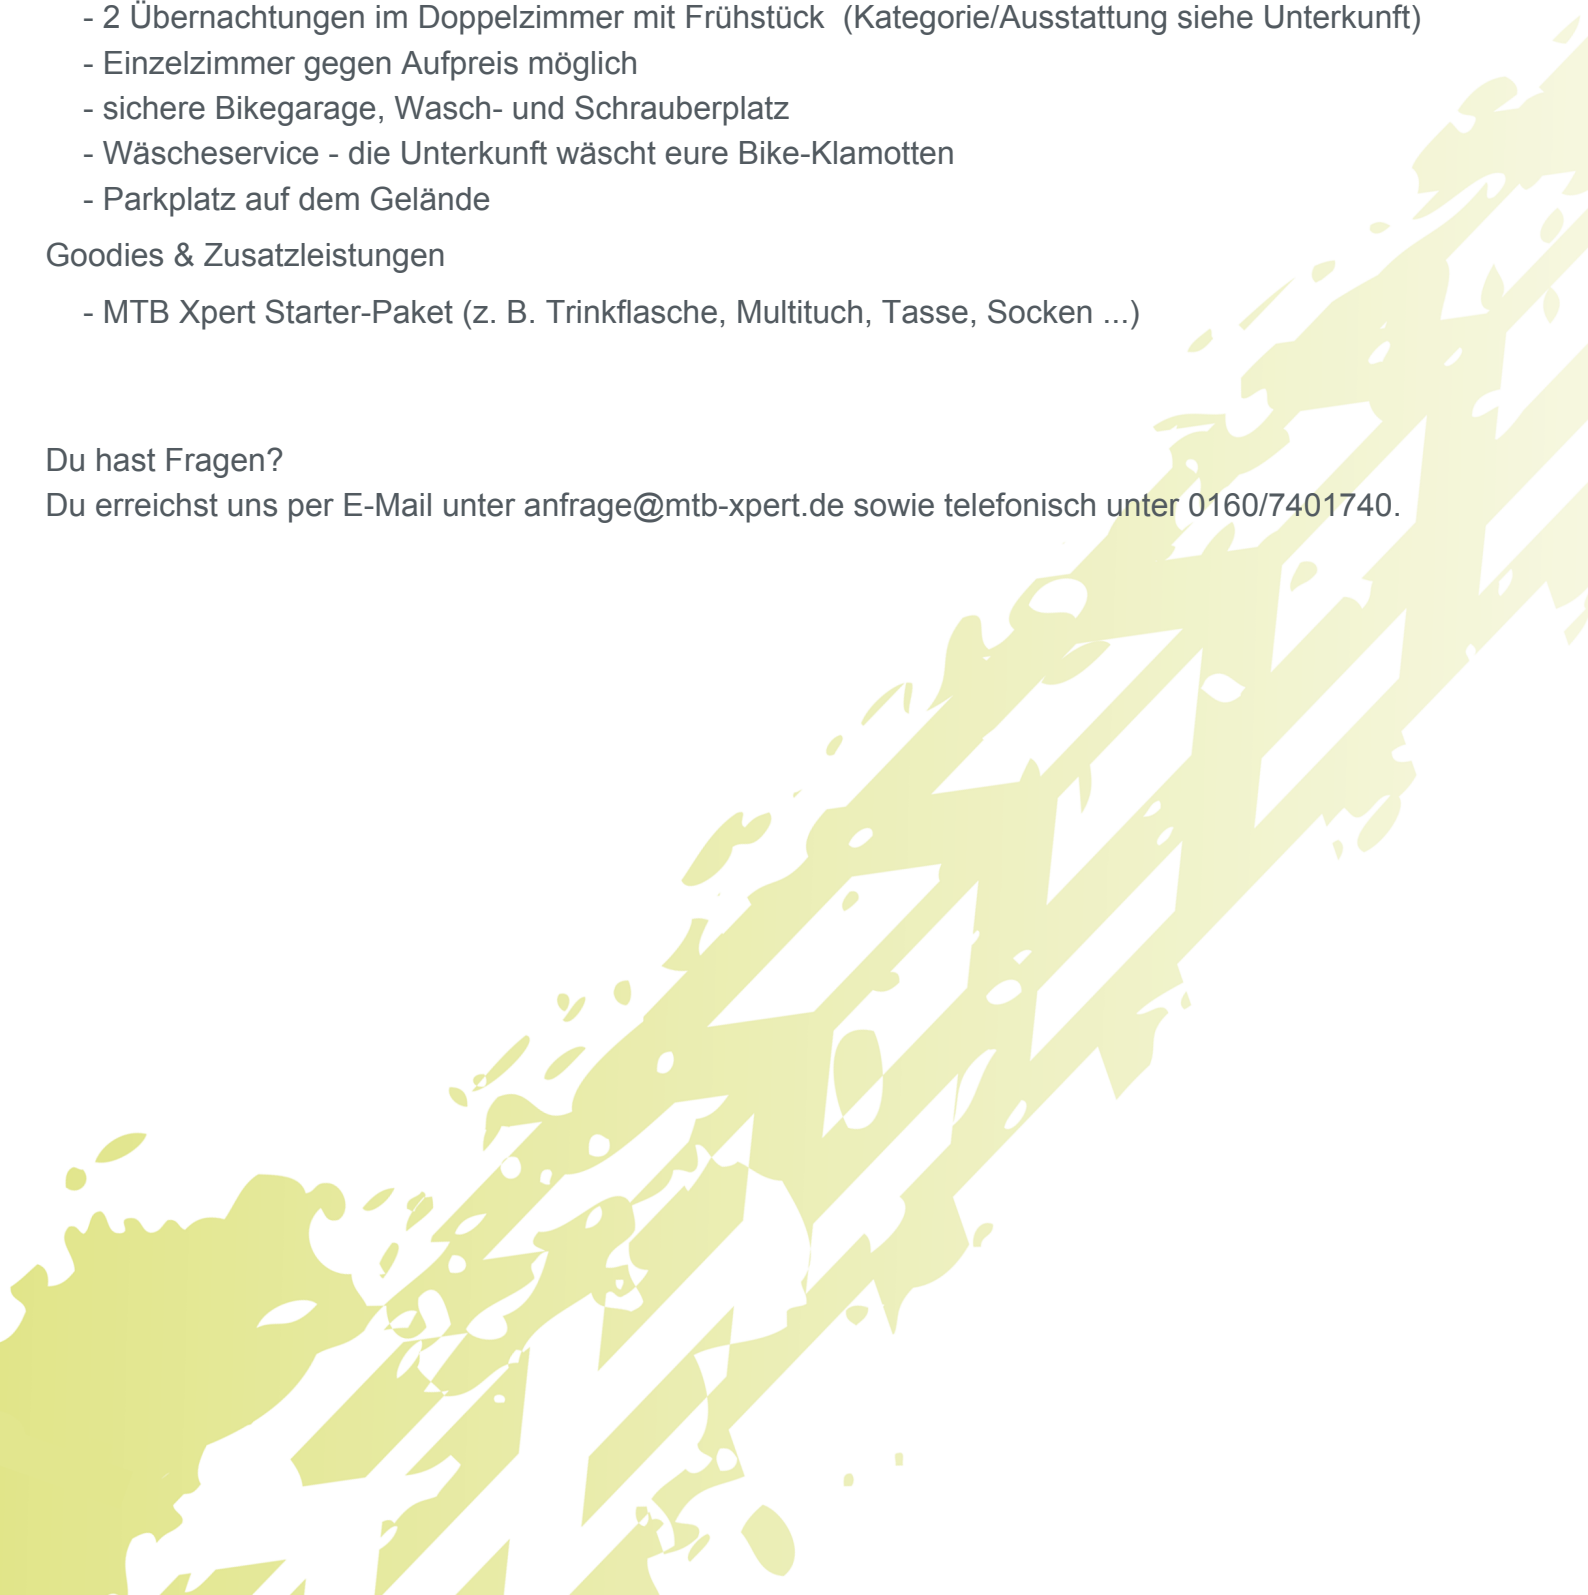 - 2 Übernachtungen im Doppelzimmer mit Frühstück  (Kategorie/Ausstattung siehe Unterkunft)
- Einzelzimmer gegen Aufpreis möglich
- sichere Bikegarage, Wasch- und Schrauberplatz
- Wäscheservice - die Unterkunft wäscht eure Bike-Klamotten
- Parkplatz auf dem Gelände
Goodies & Zusatzleistungen
- MTB Xpert Starter-Paket (z. B. Trinkflasche, Multituch, Tasse, Socken ...)
Du hast Fragen?
Du erreichst uns per E-Mail unter anfrage@mtb-xpert.de sowie telefonisch unter 0160/7401740.